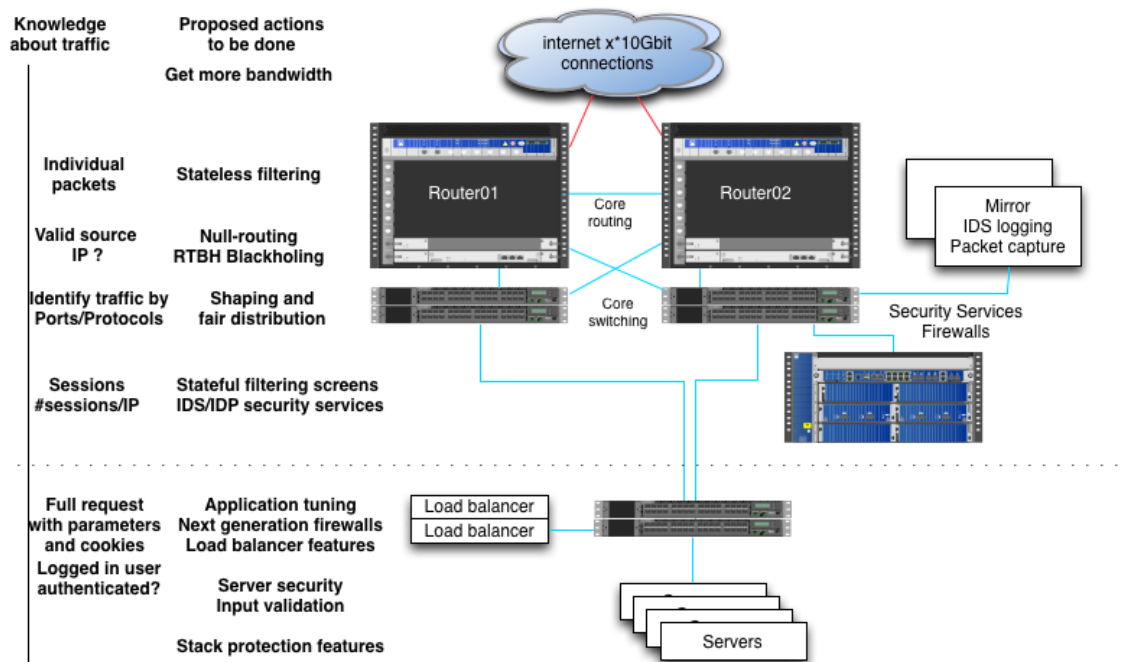 Knowledge
about traffic
Proposed actions
to be done
Get more bandwidth
internet x*10Gbit
connections
Individual
packets
Stateless filtering
Router01
Router02
Core
routing
Mirror
IDS logging
Packet capture
Valid source
IP ?
Null-routing
RTBH Blackholing
Identify traffic by
Ports/Protocols
Shaping and
fair distribution
Core
switching
Security Services
Firewalls
Sessions
#sessions/IP
Stateful filtering screens
IDS/IDP security services
Full request
with parameters
and cookies
Logged in user
authenticated?
Application tuning
Next generation firewalls
Load balancer features
Load balancer
Load balancer
Server security
Input validation
Stack protection features
Servers